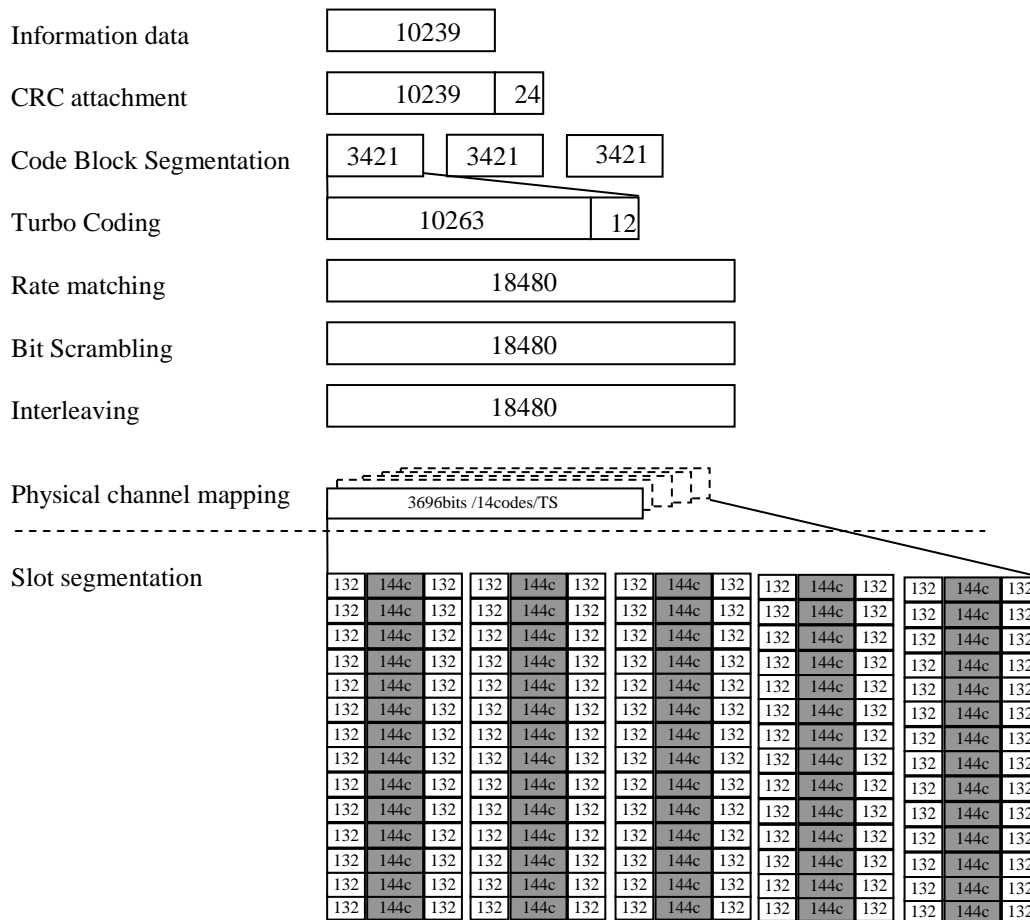 Information data 10239
CRC attachment 10239 24
Code Block Segmentation 3421 3421 3421
Turbo Coding 10263 12
Rate matching 18480
Bit Scrambling 18480
Interleaving 18480
Physical channel mapping 3696bits /14codes/TS
Slot segmentation
132 144c 132 132 144c 132 132 144c 132 132 144c 132 132 144c 132
132 144c 132 132 144c 132 132 144c 132 132 144c 132 132 144c 132
132 144c 132 132 144c 132 132 144c 132 132 144c 132 132 144c 132
132 144c 132 132 144c 132 132 144c 132 132 144c 132 132 144c 132
132 144c 132 132 144c 132 132 144c 132 132 144c 132 132 144c 132
132 144c 132 132 144c 132 132 144c 132 132 144c 132 132 144c 132
132 144c 132 132 144c 132 132 144c 132 132 144c 132 132 144c 132
132 144c 132 132 144c 132 132 144c 132 132 144c 132 132 144c 132
132 144c 132 132 144c 132 132 144c 132 132 144c 132 132 144c 132
132 144c 132 132 144c 132 132 144c 132 132 144c 132 132 144c 132
132 144c 132 132 144c 132 132 144c 132 132 144c 132 132 144c 132
132 144c 132 132 144c 132 132 144c 132 132 144c 132 132 144c 132
132 144c 132 132 144c 132 132 144c 132 132 144c 132 132 144c 132
132 144c 132 132 144c 132 132 144c 132 132 144c 132 132 144c 132